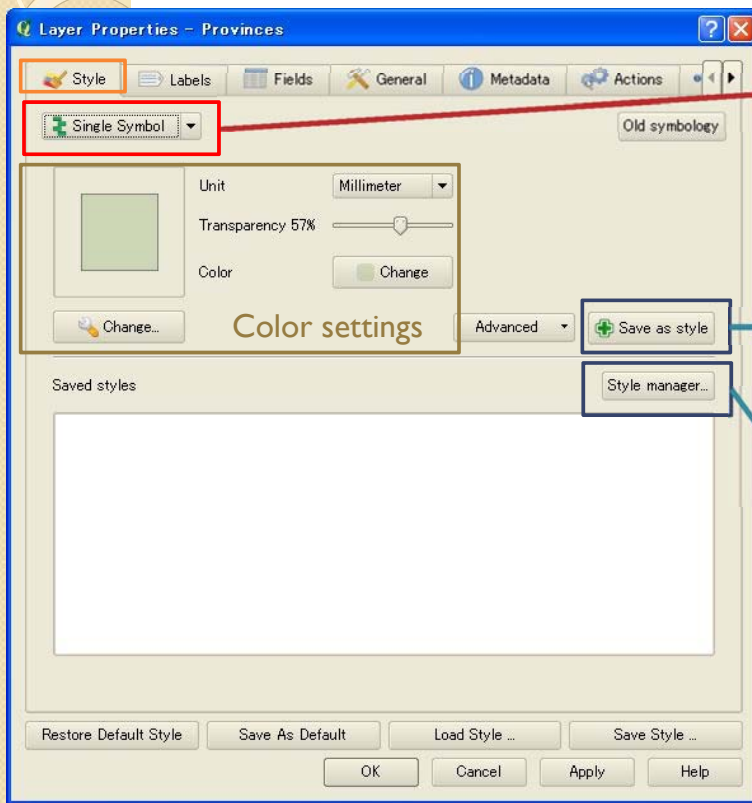 Layer Properties - Provinces
Style Labels Fields General Metadata Actions
Single Symbol Old symbology
Unit Millimeter
Transparency 57%
Color Change
Change... Color settings Advanced Save as style
Saved styles Style manager...
Restore Default Style Save As Default Load Style ... Save Style ...
OK Cancel Apply Help